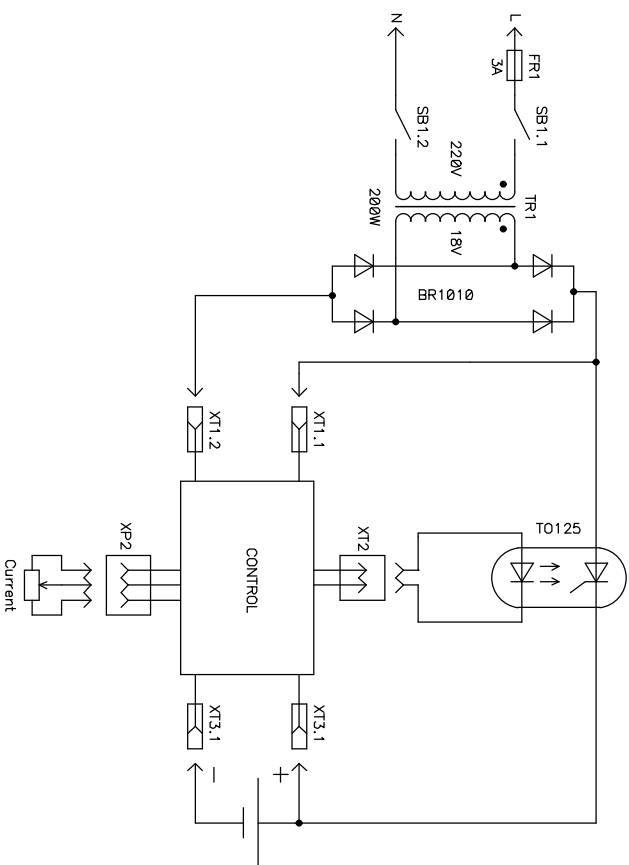 N
L
FR1
3A
SB1.1
SB1.2
220V
TR1
200W
18V
BR1010
XT1.1
XT1.2
TO125
XT2
XP2
CONTROL
Current
XT3.1
XT3.1
+
-